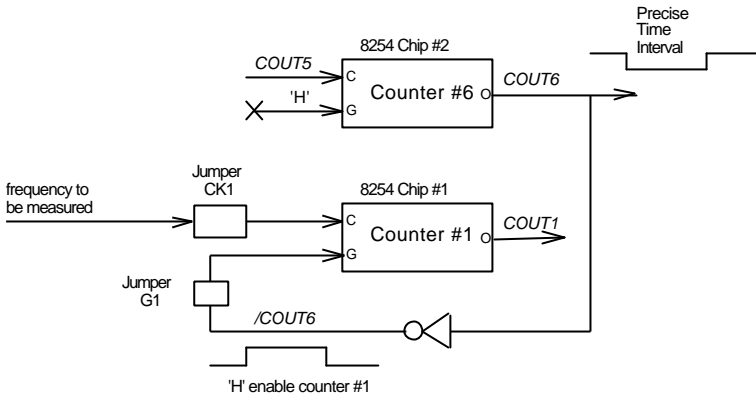 Precise
Time
Interval
8254 Chip #2
COUT5
C
'H'
G
Counter #6
O
COUT6
frequency to
be measured
Jumper
CK1
8254 Chip #1
C
G
Counter #1
O
COUT1
Jumper
G1
/COUT6
'H' enable counter #1